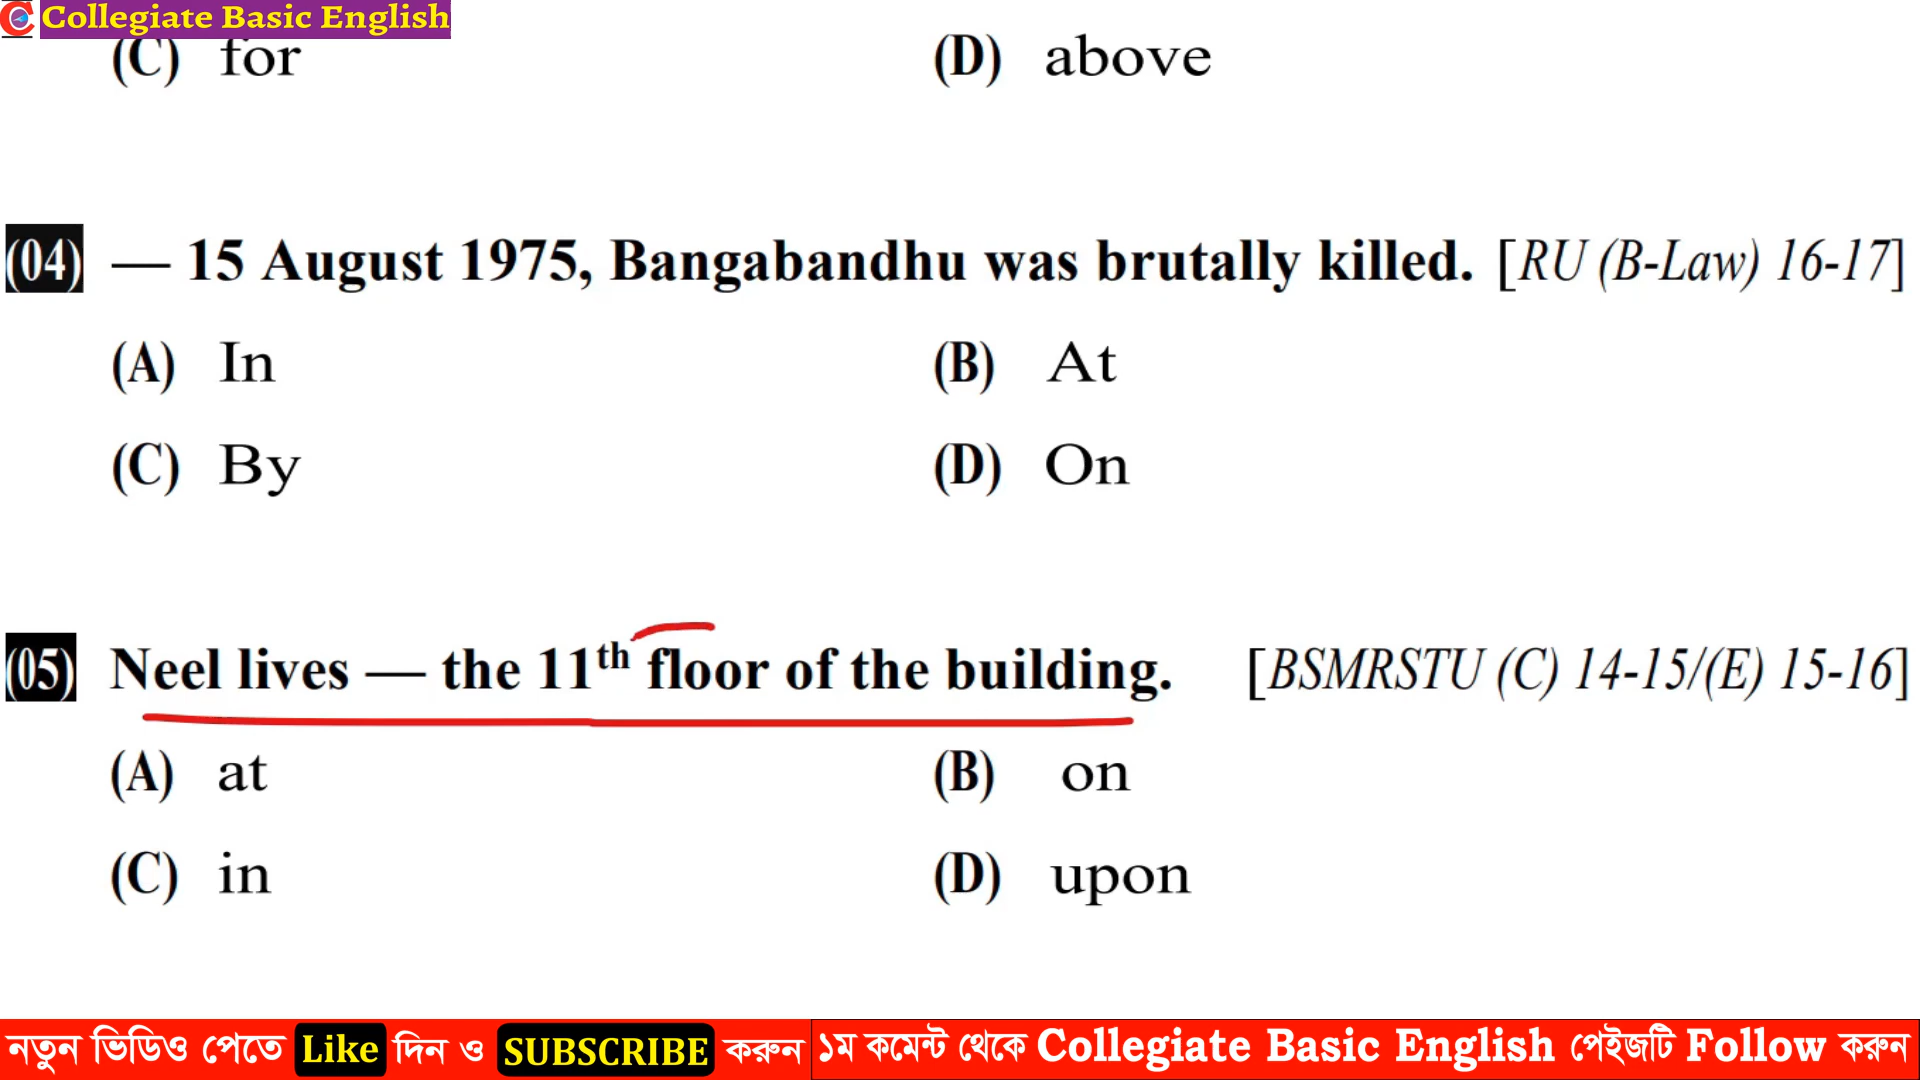 Collegiate Basic English
(C) for (D) above
(04) — 15 August 1975, Bangabandhu was brutally killed. [RU (B-Law) 16-17]
(A) In (B) At
(C) By (D) On
(05) Neel lives — the 11th floor of the building. [BSMRSTU (C) 14-15/(E) 15-16]
(A) at (B) on
(C) in (D) upon
নতুন ভিডিও পেতে Like দিন ও SUBSCRIBE করুন ১ম কমেন্ট থেকে Collegiate Basic English পেইজটি Follow করুন